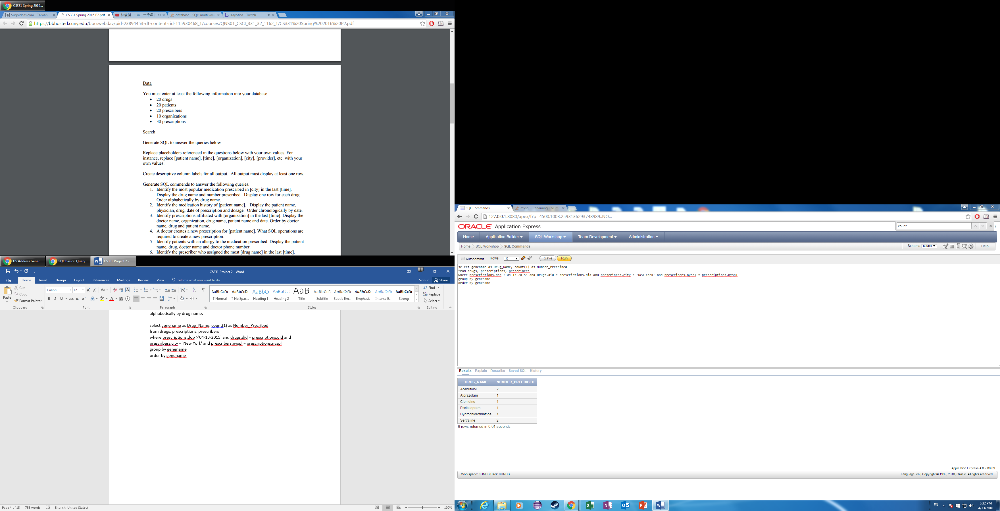 CS331 Spring 2016...
Sugoideas.com - Taiwan
CS331 Spring 2016 P2.pdf
林俊傑 JJ Lin - 一千年
database - SQL: multi val
Kayotica - Twitch
https://bbhosted.cuny.edu/bbcswebdav/pid-23894453-dt-content-rid-115930468_1/courses/QNS01_CSCI_331_32_1162_1/CS331%20Spring%202016%20P2.pdf
Data
You must enter at least the following information into your database
• 20 drugs
• 20 patients
• 20 prescribers
• 10 organizations
• 30 prescriptions
Search
Generate SQL to answer the queries below.
Replace placeholders referenced in the questions below with your own values. For
instance, replace [patient name], [time], [organization], [city], [provider], etc. with your
own values.
Create descriptive column labels for all output. All output must display at least one row.
Generate SQL commends to answer the following queries.
1. Identify the most popular medication prescribed in [city] in the last [time].
Display the drug name and number prescribed. Display one row for each drug.
Order alphabetically by drug name.
2. Identify the medication history of [patient name]. Display the patient name,
physician, drug, date of prescription and dosage. Order chronologically by date.
3. Identify prescriptions affiliated with [organization] in the last [time]. Display the
doctor name, organization, drug name, patient name and date. Order by doctor
name, drug and patient name.
4. A doctor creates a new prescription for [patient name]. What SQL operations are
required to create a new prescription.
5. Identify patients with an allergy to the medication prescribed. Display the patient
name, drug, doctor name and doctor phone number.
6. Identify the prescriber who assigned the most [drug name] in the last [time].
US Address Gener...
SQL basics: Query...
CS331 Project 2 -...
CS331 Project 2 - Word
File Home Insert Design Layout References Mailings Review View Tell me what you want to do... Sign in Share
Paste
Cut
Copy
Format Painter
Clipboard
Calibri 12
Font
Paragraph
AaBbCcDc AaBbCcDc AaBbCc AaBbCcE AaB AaBbCcD AaBbCcDc AaBbCcDc AaBbCcDc AaBbCcDc
¶ Normal ¶ No Spac... Heading 1 Heading 2 Title Subtitle Subtle Em... Emphasis Intense E... Strong
Styles
Find
Replace
Select
Editing
alphabetically by drug name.
select genename as Drug_Name, count(1) as Number_Precribed
from drugs, prescriptions, prescribers
where prescriptions.dop >'04-13-2015' and drugs.did = prescriptions.did and
prescribers.city = 'New York' and prescribers.nyspl = prescriptions.nyspl
group by genename
order by genename
Page 4 of 13 758 words English (United States) 100%
SQL Commands
mysql - Renaming Colum
127.0.0.1:8080/apex/f?p=4500:1003:2593136293748989::NO:::
ORACLE Application Express
count
Home Application Builder SQL Workshop Team Development Administration
Home SQL Workshop SQL Commands
Schema KUNDB Help
Autocommit Rows 30 Save Run
select genename as Drug_Name, count(1) as Number_Precribed
from drugs, prescriptions, prescribers
where prescriptions.dop >'04-13-2015' and drugs.did = prescriptions.did and prescribers.city = 'New York' and prescribers.nyspl = prescriptions.nyspl
group by genename
order by genename
Results Explain Describe Saved SQL History
DRUG_NAME NUMBER_PRECRIBED
Acebutolol 2
Alprazolam 1
Clonidine 1
Escitalopram 1
Hydrochlorothiazide 1
Sertraline 2
6 rows returned in 0.01 seconds
Application Express 4.0.2.00.09
Workspace: KUNDB User: KUNDB
Language: en | Copyright © 1999, 2010, Oracle. All rights reserved.
EN
6:32 PM
4/13/2016